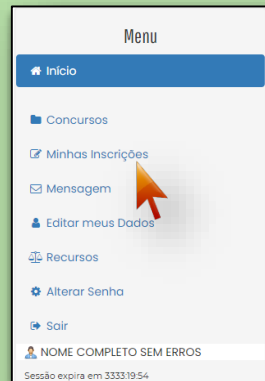 Menu
Início
Concursos
Minhas Inscrições
Mensagem
Editar meus Dados
Recursos
Alterar Senha
Sair
NOME COMPLETO SEM ERROS
Sessão expira em 3333:19:54